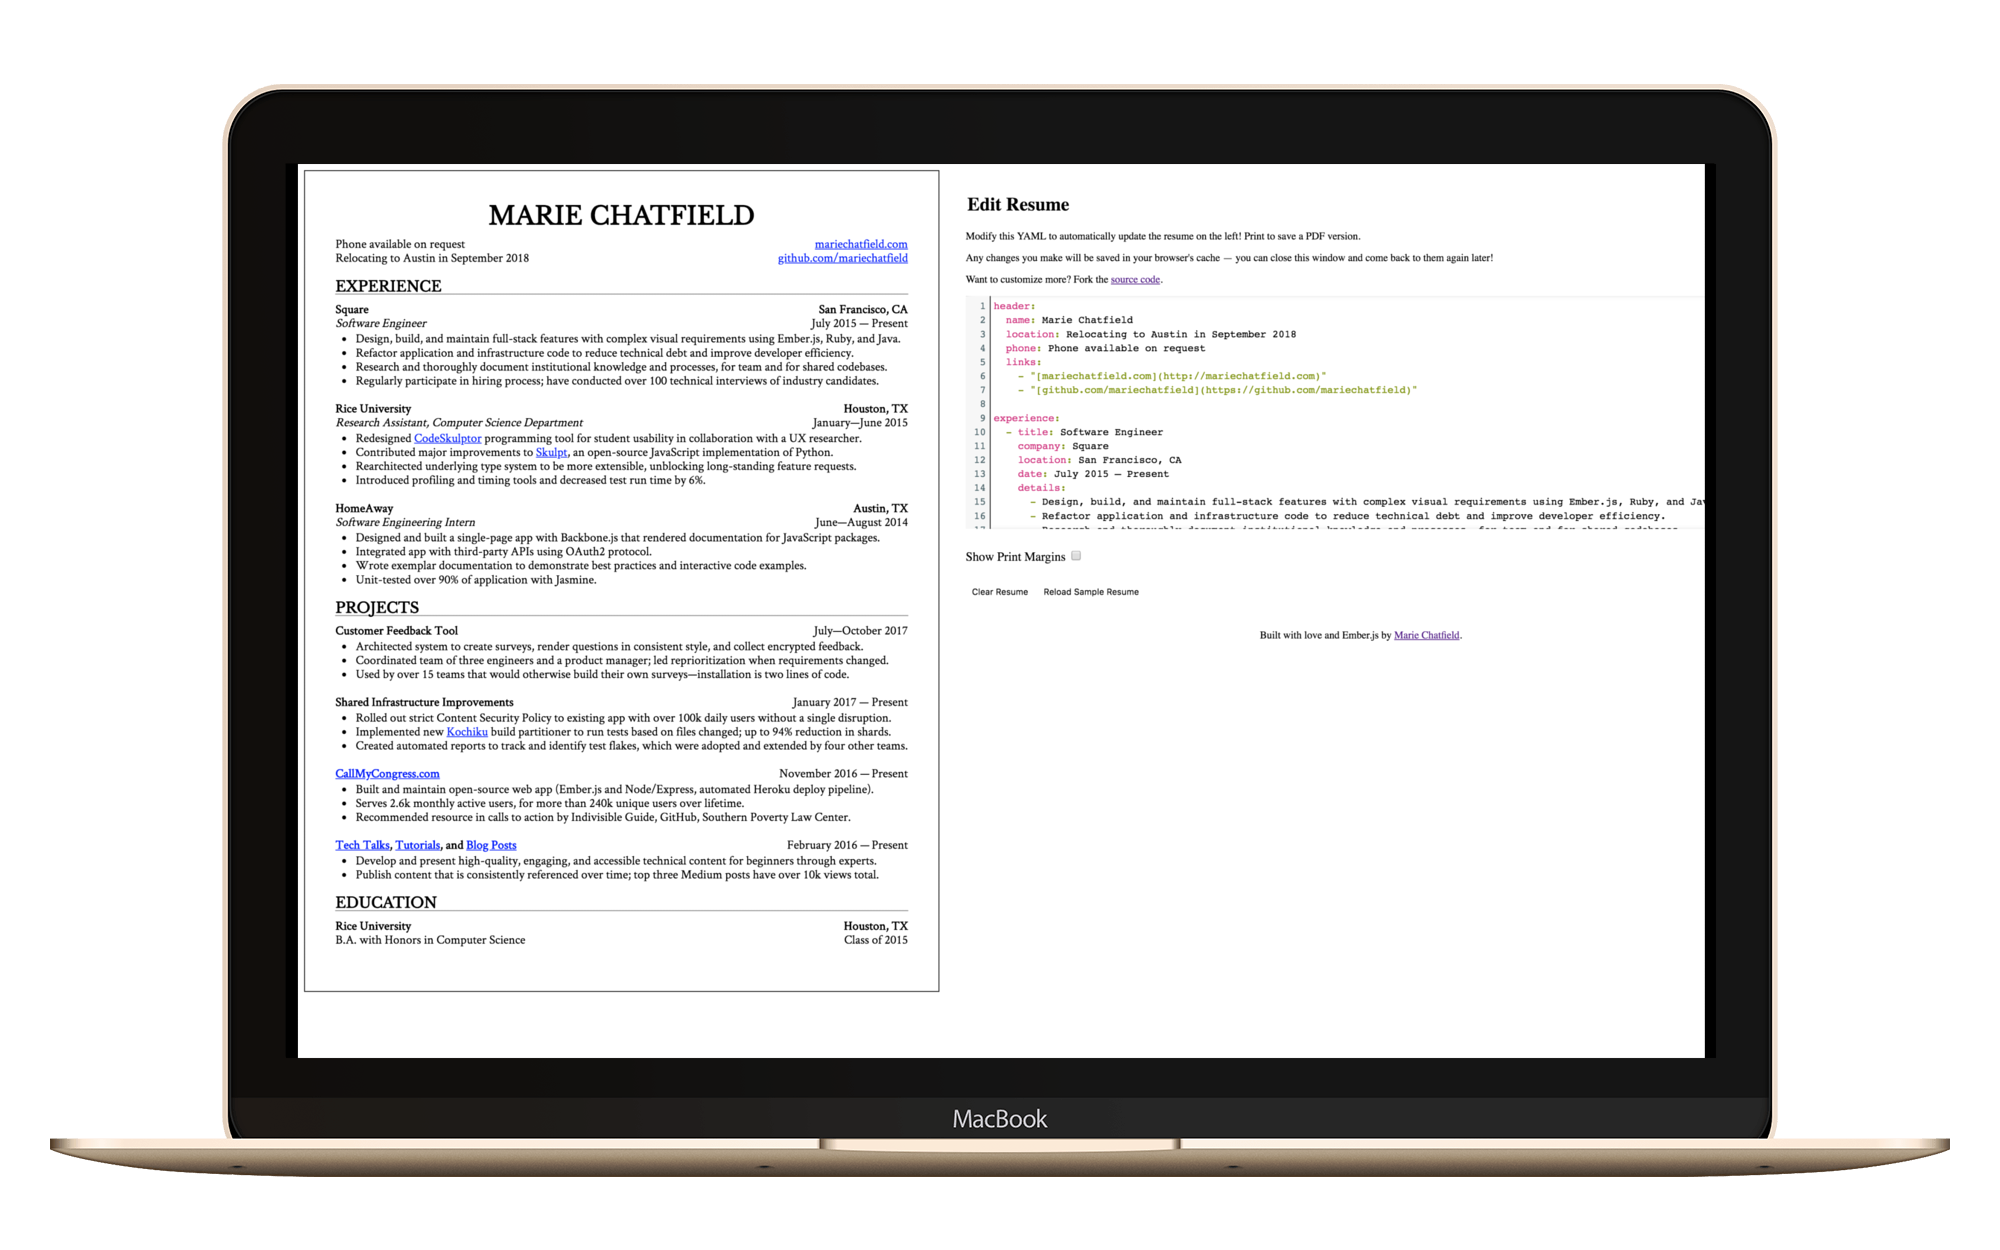 MARIE CHATFIELD
Phone available on request mariechatfield.com
Relocating to Austin in September 2018 github.com/mariechatfield
EXPERIENCE
Square San Francisco, CA
Software Engineer July 2015 — Present
• Design, build, and maintain full-stack features with complex visual requirements using Ember.js, Ruby, and Java.
• Refactor application and infrastructure code to reduce technical debt and improve developer efficiency.
• Research and thoroughly document institutional knowledge and processes, for team and for shared codebases.
• Regularly participate in hiring process; have conducted over 100 technical interviews of industry candidates.
Rice University Houston, TX
Research Assistant, Computer Science Department January—June 2015
• Redesigned CodeSkulptor programming tool for student usability in collaboration with a UX researcher.
• Contributed major improvements to Skulpt, an open-source JavaScript implementation of Python.
• Rearchitected underlying type system to be more extensible, unblocking long-standing feature requests.
• Introduced profiling and timing tools and decreased test run time by 6%.
HomeAway Austin, TX
Software Engineering Intern June—August 2014
• Designed and built a single-page app with Backbone.js that rendered documentation for JavaScript packages.
• Integrated app with third-party APIs using OAuth2 protocol.
• Wrote exemplar documentation to demonstrate best practices and interactive code examples.
• Unit-tested over 90% of application with Jasmine.
PROJECTS
Customer Feedback Tool July—October 2017
• Architected system to create surveys, render questions in consistent style, and collect encrypted feedback.
• Coordinated team of three engineers and a product manager; led reprioritization when requirements changed.
• Used by over 15 teams that would otherwise build their own surveys—installation is two lines of code.
Shared Infrastructure Improvements January 2017 — Present
• Rolled out strict Content Security Policy to existing app with over 100k daily users without a single disruption.
• Implemented new Kochiku build partitioner to run tests based on files changed; up to 94% reduction in shards.
• Created automated reports to track and identify test flakes, which were adopted and extended by four other teams.
CallMyCongress.com November 2016 — Present
• Built and maintain open-source web app (Ember.js and Node/Express, automated Heroku deploy pipeline).
• Serves 2.6k monthly active users, for more than 240k unique users over lifetime.
• Recommended resource in calls to action by Indivisible Guide, GitHub, Southern Poverty Law Center.
Tech Talks, Tutorials, and Blog Posts February 2016 — Present
• Develop and present high-quality, engaging, and accessible technical content for beginners through experts.
• Publish content that is consistently referenced over time; top three Medium posts have over 10k views total.
EDUCATION
Rice University Houston, TX
B.A. with Honors in Computer Science Class of 2015
Edit Resume
Modify this YAML to automatically update the resume on the left! Print to save a PDF version.
Any changes you make will be saved in your browser's cache — you can close this window and come back to them again later!
Want to customize more? Fork the source code.
1 header:
2 name: Marie Chatfield
3 location: Relocating to Austin in September 2018
4 phone: Phone available on request
5 links:
6 - "[mariechatfield.com](http://mariechatfield.com)"
7 - "[github.com/mariechatfield](https://github.com/mariechatfield)"
8
9 experience:
10 - title: Software Engineer
11 company: Square
12 location: San Francisco, CA
13 date: July 2015 — Present
14 details:
15 - Design, build, and maintain full-stack features with complex visual requirements using Ember.js, Ruby, and Jav
16 - Refactor application and infrastructure code to reduce technical debt and improve developer efficiency.
17 - Research and thoroughly document institutional knowledge and processes, for team and for shared codebases.
Show Print Margins
Clear Resume Reload Sample Resume
Built with love and Ember.js by Marie Chatfield.
MacBook